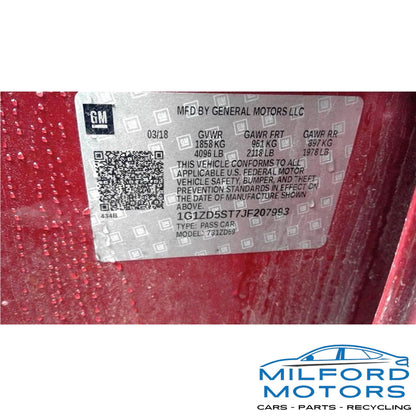 GM
MFD BY GENERAL MOTORS LLC
03/18 GVWR GAWR FRT GAWR RR
1858 KG 961 KG 897 KG
4096 LB 2118 LB 1978 LB
THIS VEHICLE CONFORMS TO ALL
APPLICABLE U.S. FEDERAL MOTOR
VEHICLE SAFETY, BUMPER, AND THEFT
PREVENTION STANDARDS IN EFFECT ON
THE DATE OF MANUFACTURE SHOWN
ABOVE.
434B
1G1ZD5ST7JF207993
TYPE: PASS CAR
MODEL: 7G1ZD69
MILFORD
MOTORS
CARS - PARTS - RECYCLING